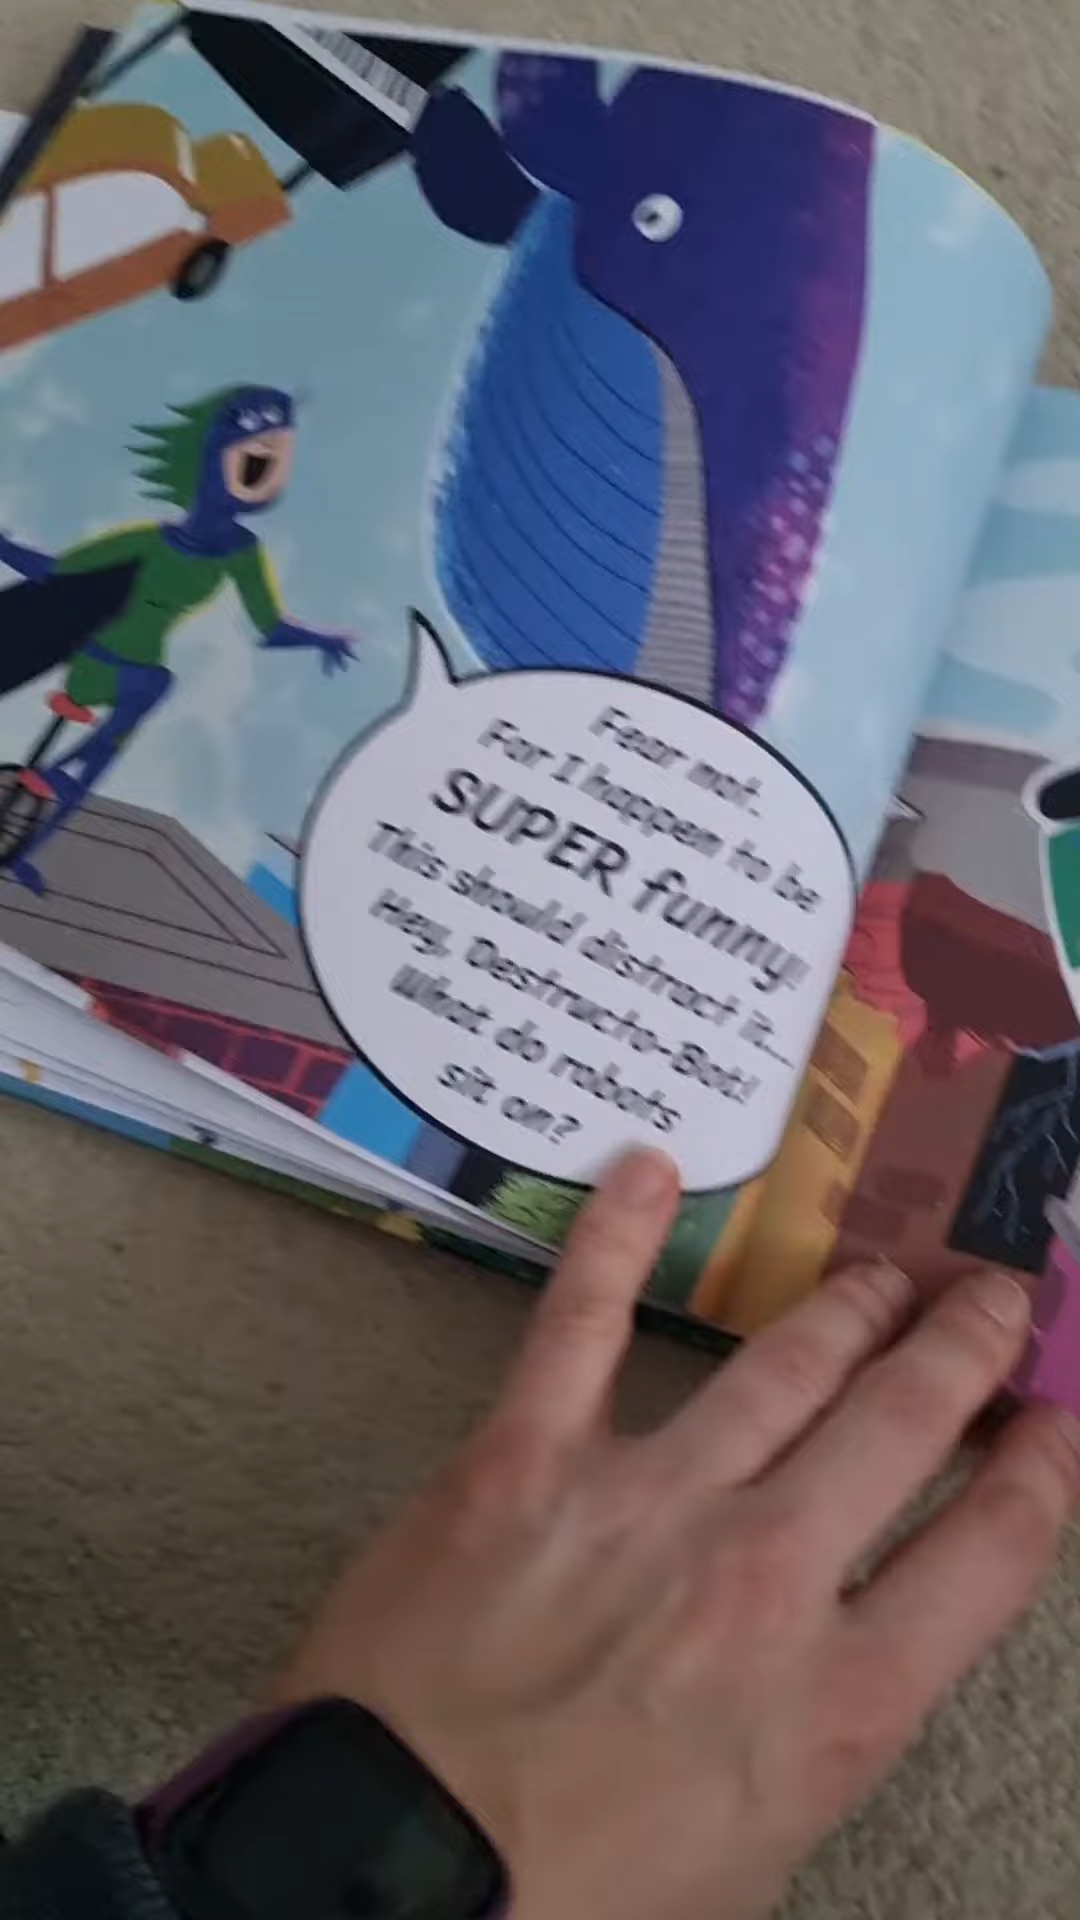 Fear not.
For I happen to be
SUPER funny!
This should distract it...
Hey, Destructo-Bot!
What do robots
sit on?